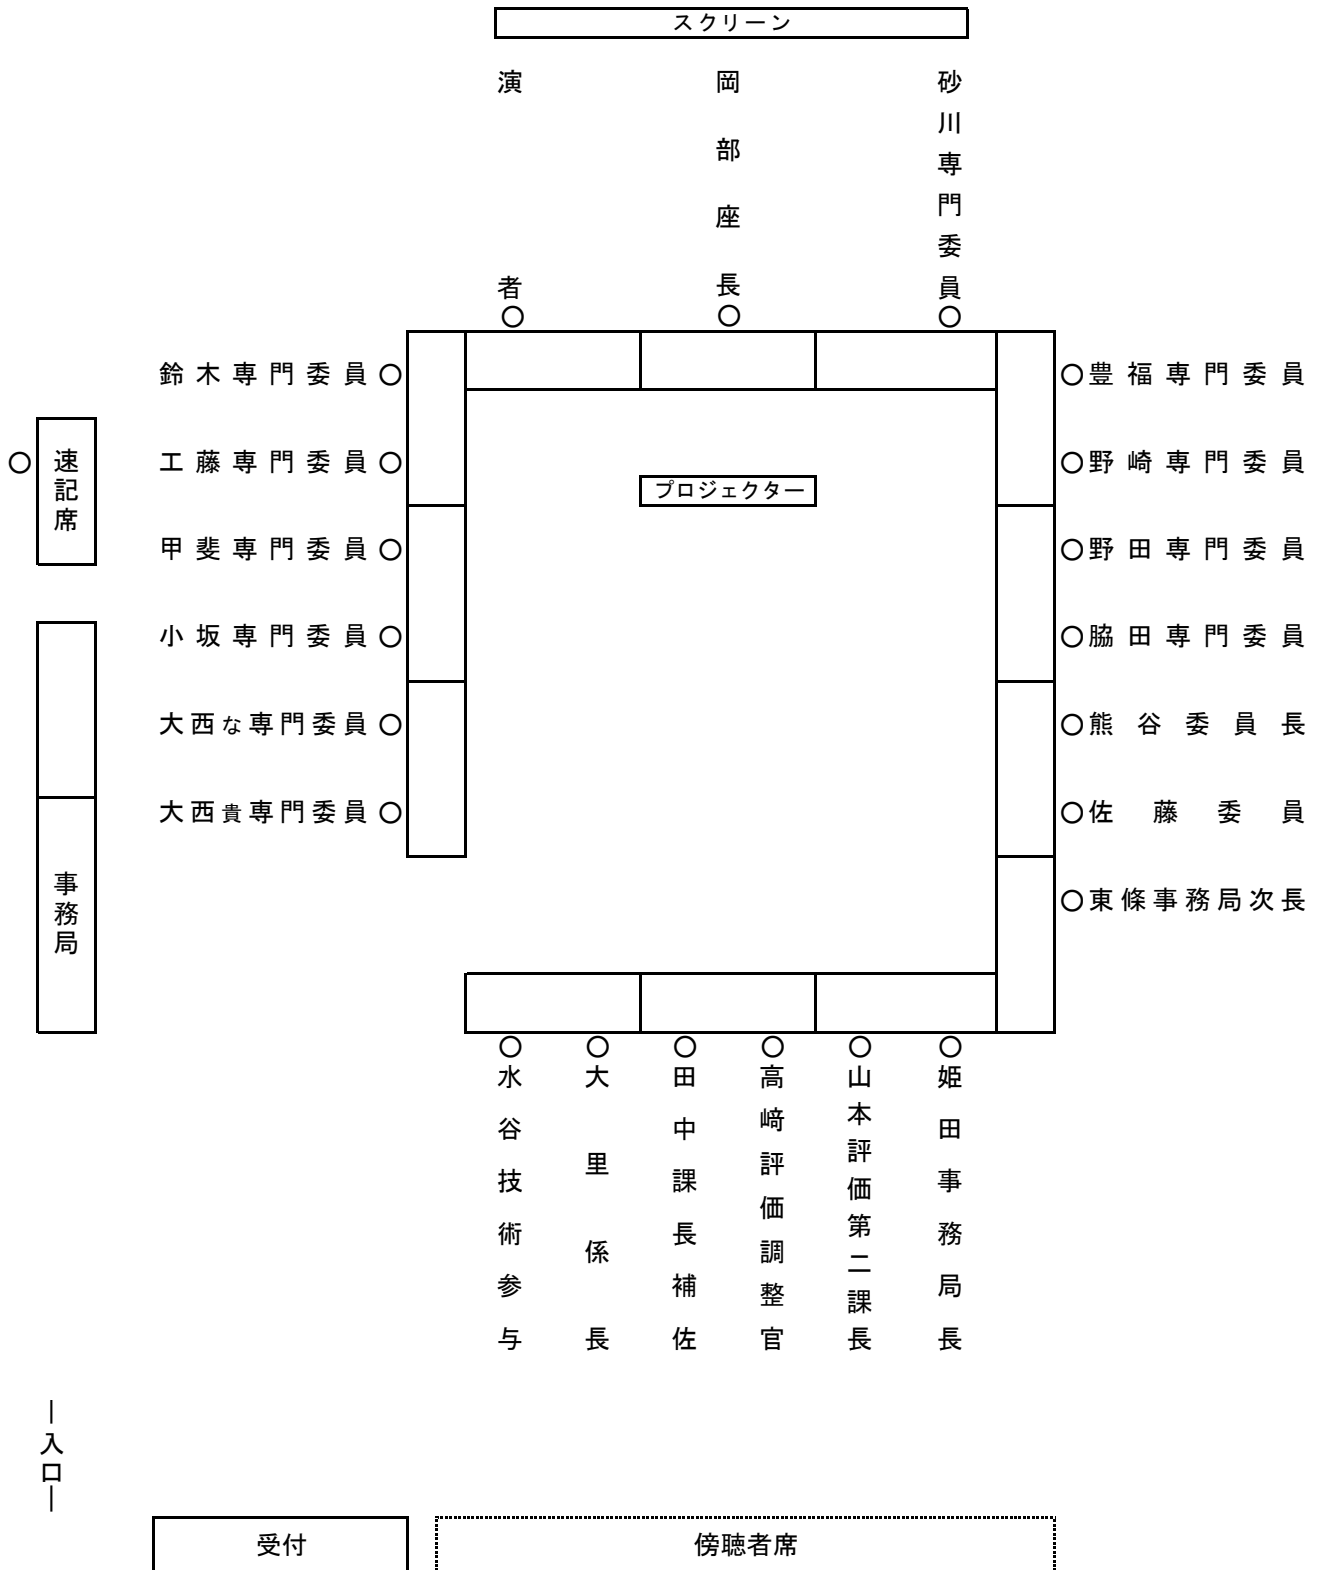 スクリーン
演者
岡部座長
砂川専門委員
鈴木専門委員
工藤専門委員
甲斐専門委員
小坂専門委員
大西な専門委員
大西貴専門委員
速記席
事務局
プロジェクター
豊福専門委員
野崎専門委員
野田専門委員
脇田専門委員
熊谷委員長
佐藤委員
東條事務局次長
水谷技術参与
大里係長
田中課長補佐
高﨑評価調整官
山本評価第二課長
姫田事務局長
―入口―
受付
傍聴者席